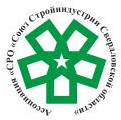 Ассоциация «СРО «Союз Стройиндустрии Свердловской области»